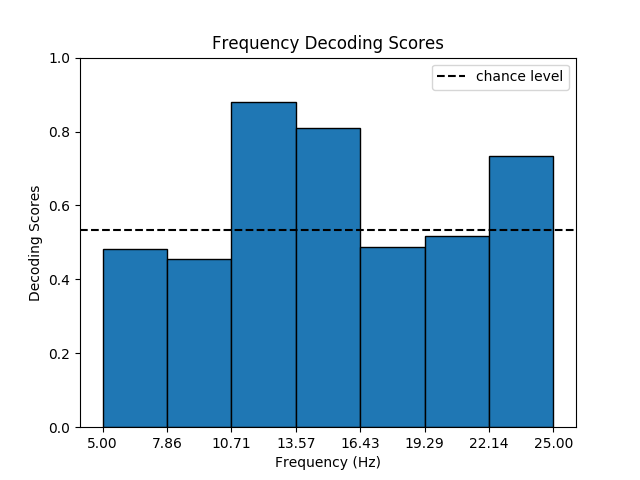 Frequency Decoding Scores
chance level
1.0
0.8
0.6
0.4
0.2
0.0
Decoding Scores
5.00 7.86 10.71 13.57 16.43 19.29 22.14 25.00
Frequency (Hz)